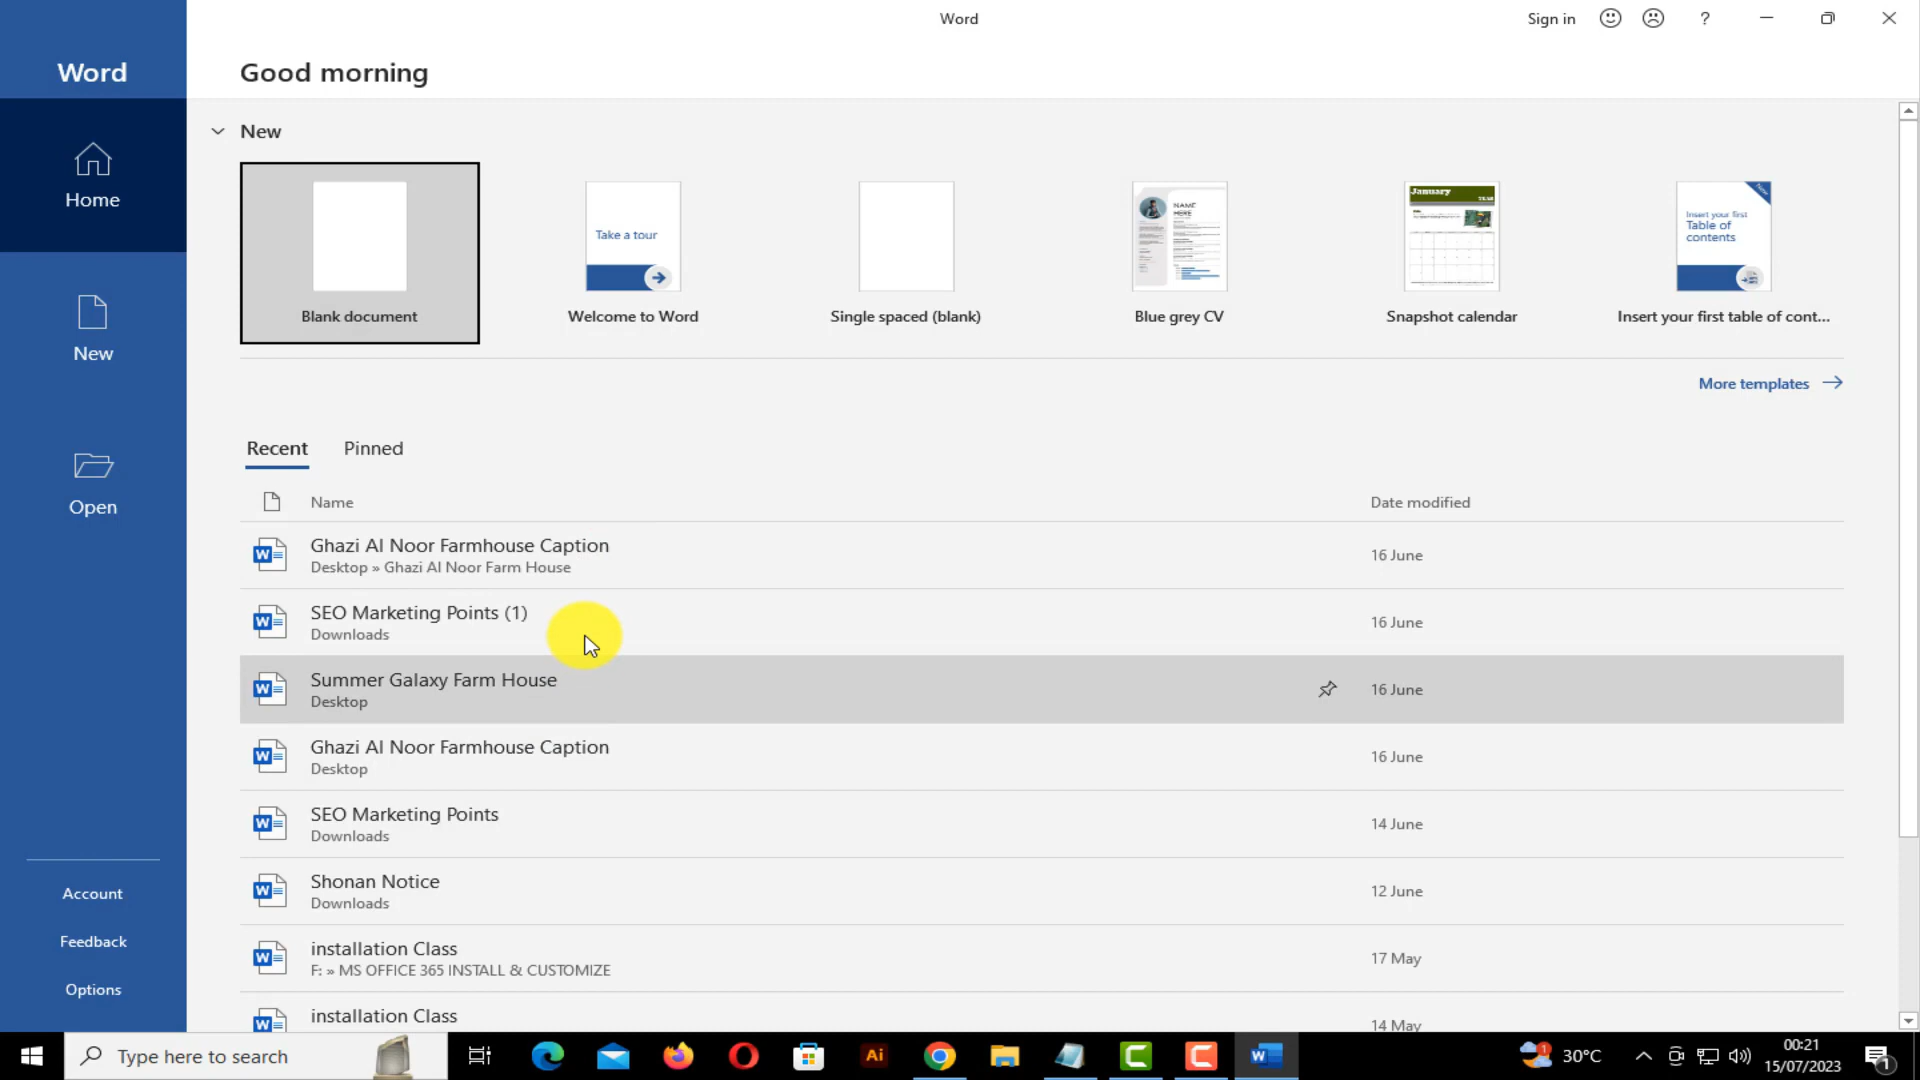 Word
Sign in
?
Word
Good morning
Home
New
Open
Account
Feedback
Options
New
Take a tour
NAME
HERE
January
YEAR
Insert your first
Table of
contents
Blank document
Welcome to Word
Single spaced (blank)
Blue grey CV
Snapshot calendar
Insert your first table of cont...
More templates
Recent Pinned
Name Date modified
Ghazi Al Noor Farmhouse Caption
Desktop » Ghazi Al Noor Farm House
16 June
SEO Marketing Points (1)
Downloads
16 June
Summer Galaxy Farm House
Desktop
16 June
Ghazi Al Noor Farmhouse Caption
Desktop
16 June
SEO Marketing Points
Downloads
14 June
Shonan Notice
Downloads
12 June
installation Class
F: » MS OFFICE 365 INSTALL & CUSTOMIZE
17 May
installation Class
14 May
Type here to search
Ai
1
30°C
00:21
15/07/2023
1